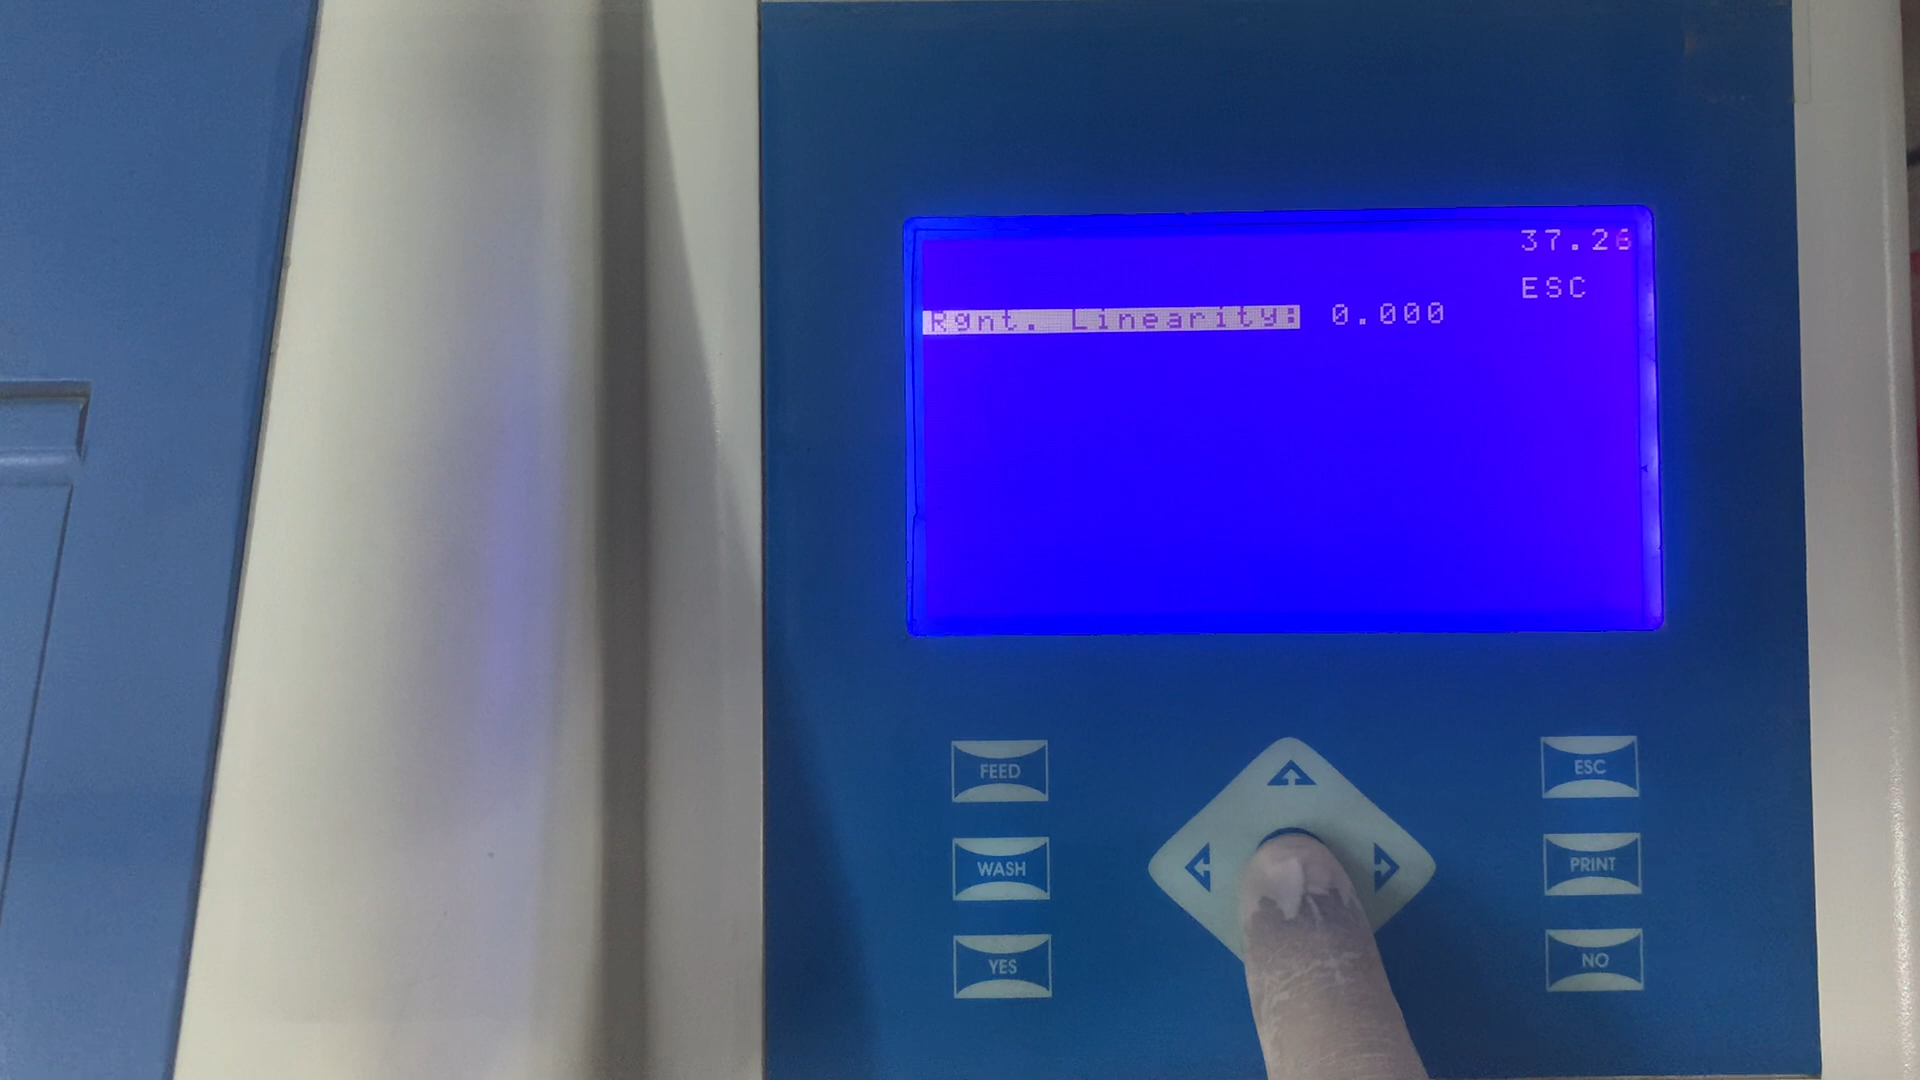 37.26
ESC
Rgnt. Linearity: 0.000
FEED
ESC
WASH
PRINT
YES
NO